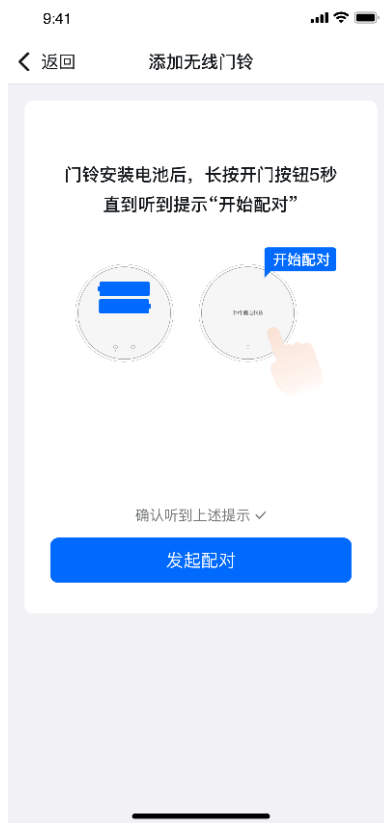 9:41
返回
添加无线门铃
门铃安装电池后，长按开门按钮5秒
直到听到提示“开始配对”
开始配对
确认听到上述提示
发起配对